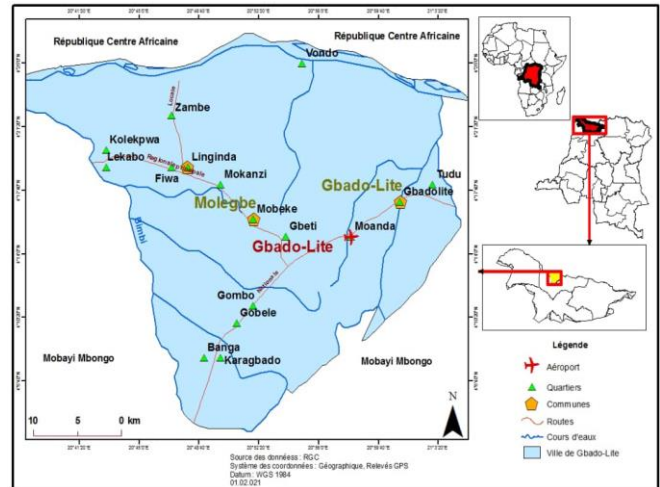 République Centre Africaine
République Centre Africaine
Vondo
Zambe
Kolekpwa
Lekabo
Linginda
Fiwa
Mokanzi
Tudu
Gbado-Lite
Gbadolite
Molegbe
Mobeke
Gbeti
Moanda
Gbado-Lite
Bimbi
Gombo
Gobele
Banga
Karagbado
Mobayi Mbongo
Mobayi Mbongo
10 5 0 km
N
Légende
Aéroport
Quartiers
Communes
Routes
Cours d'eaux
Ville de Gbado-Lite
Source des donnéess : RGC
Système des coordonnées : Géographique, Relevés GPS
Datum : WGS 1984
01.02.021